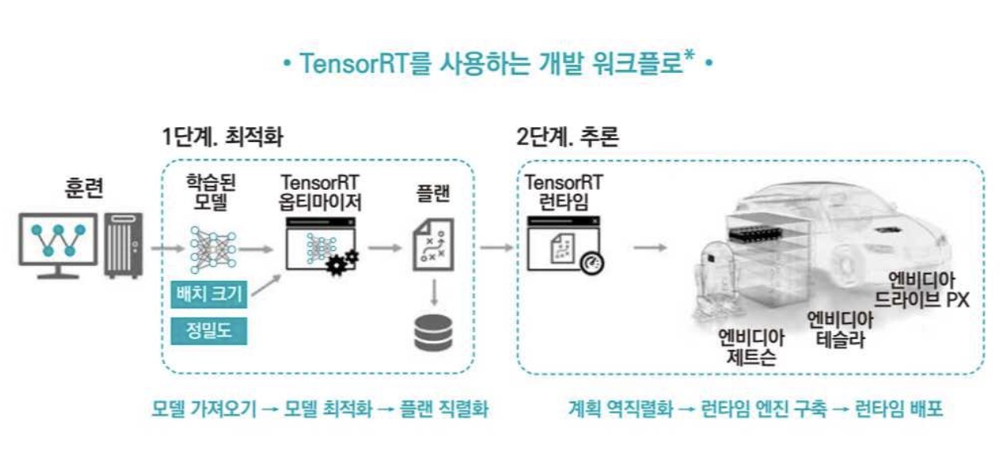 • TensorRT를 사용하는 개발 워크플로* •
1단계. 최적화
2단계. 추론
훈련
학습된
모델
TensorRT
옵티마이저
플랜
배치 크기
정밀도
TensorRT
런타임
엔비디아
드라이브 PX
엔비디아
테슬라
엔비디아
제트슨
모델 가져오기 → 모델 최적화 → 플랜 직렬화
계획 역직렬화 → 런타임 엔진 구축 → 런타임 배포